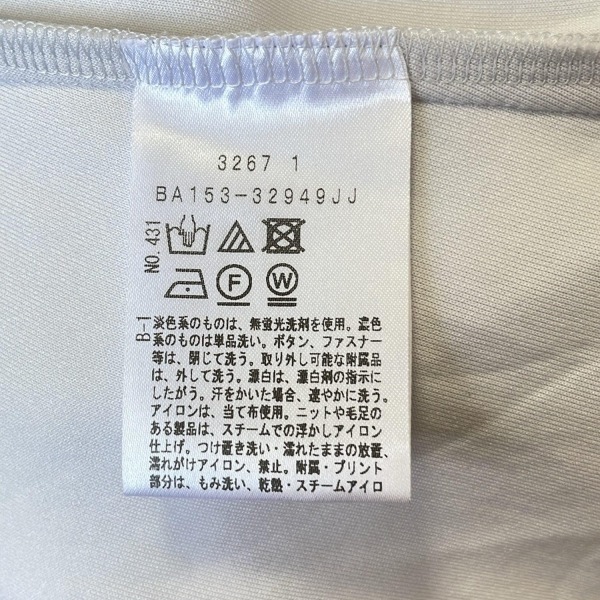 3267 1
BA153-32949JJ
NO. 431
F
W
B-1
淡色系のものは、無蛍光洗剤を使用。濃色
系のものは単品洗い。ボタン、ファスナー
等は、閉じて洗う。取り外し可能な附属品
は、外して洗う。漂白は、漂白剤の指示に
したがう。汗をかいた場合、速やかに洗う。
アイロンは、当て布使用。ニットや毛足の
ある製品は、スチームでの浮かしアイロン
仕上げ。つけ置き洗い・濡れたままの放置、
濡れがけアイロン、禁止。附属・プリント
部分は、もみ洗い、乾熱・スチームアイロ